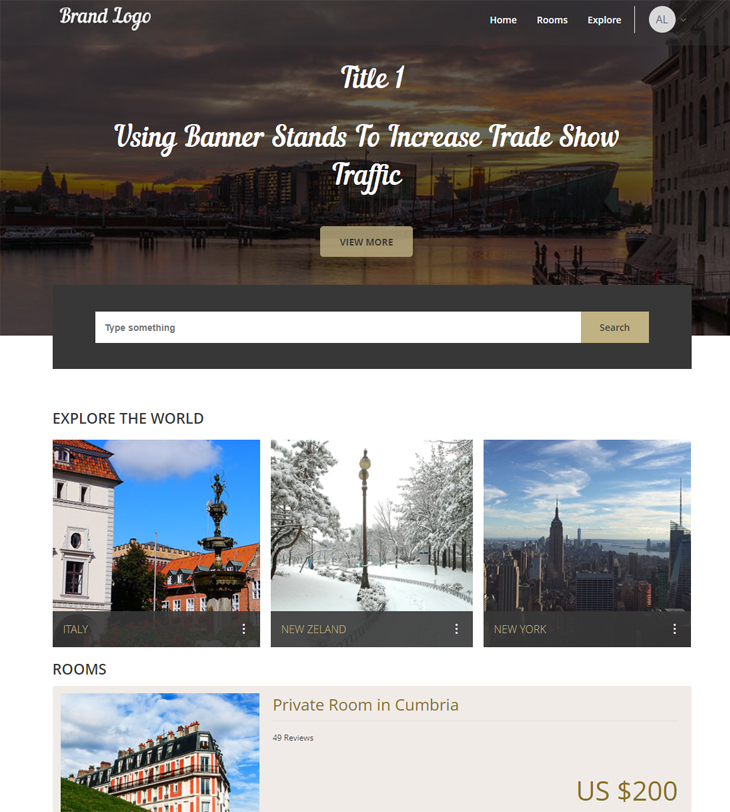 Brand Logo
Home Rooms Explore AL
Title 1
Using Banner Stands To Increase Trade Show
Traffic
VIEW MORE
Type something Search
EXPLORE THE WORLD
ITALY NEW ZELAND NEW YORK
ROOMS
Private Room in Cumbria
49 Reviews
US $200